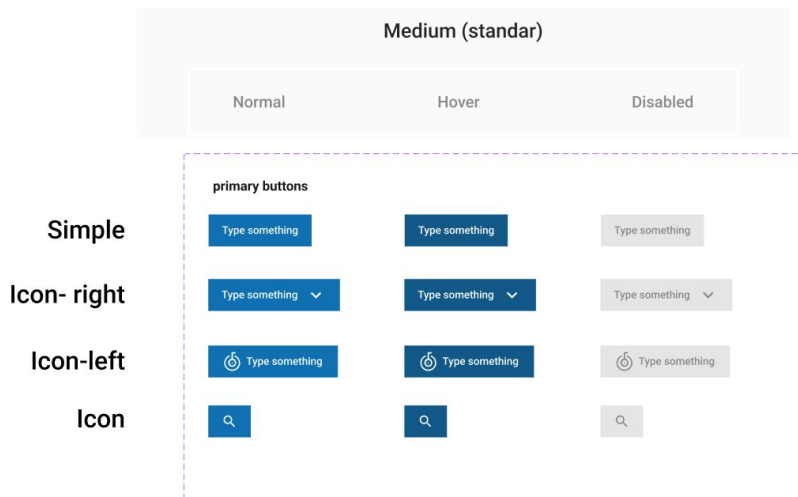 Medium (standar)
Normal Hover Disabled
primary buttons
Simple Type something Type something Type something
Icon- right Type something Type something Type something
Icon-left Type something Type something Type something
Icon